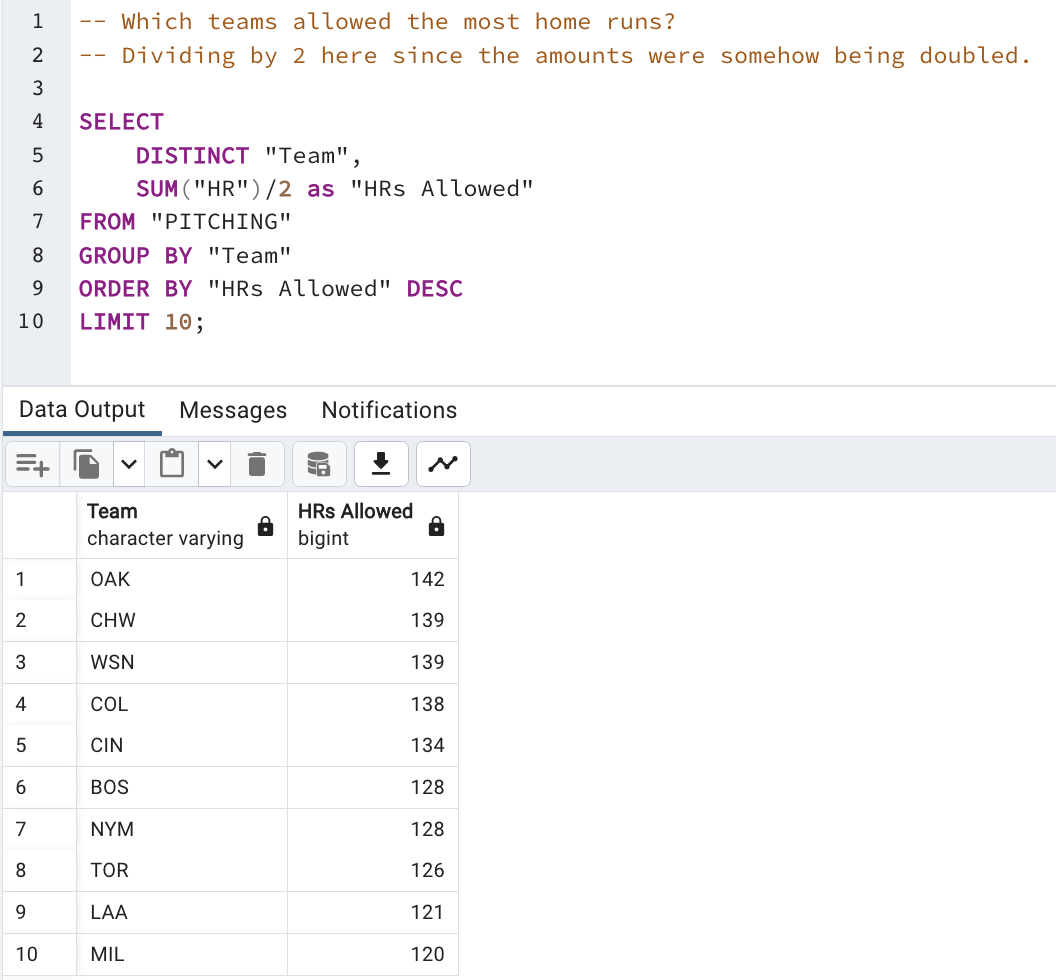 1 -- Which teams allowed the most home runs?
2 -- Dividing by 2 here since the amounts were somehow being doubled.
3
4 SELECT
5     DISTINCT "Team",
6     SUM("HR")/2 as "HRs Allowed"
7 FROM "PITCHING"
8 GROUP BY "Team"
9 ORDER BY "HRs Allowed" DESC
10 LIMIT 10;
Data Output Messages Notifications
Team HRs Allowed
character varying bigint
1 OAK 142
2 CHW 139
3 WSN 139
4 COL 138
5 CIN 134
6 BOS 128
7 NYM 128
8 TOR 126
9 LAA 121
10 MIL 120